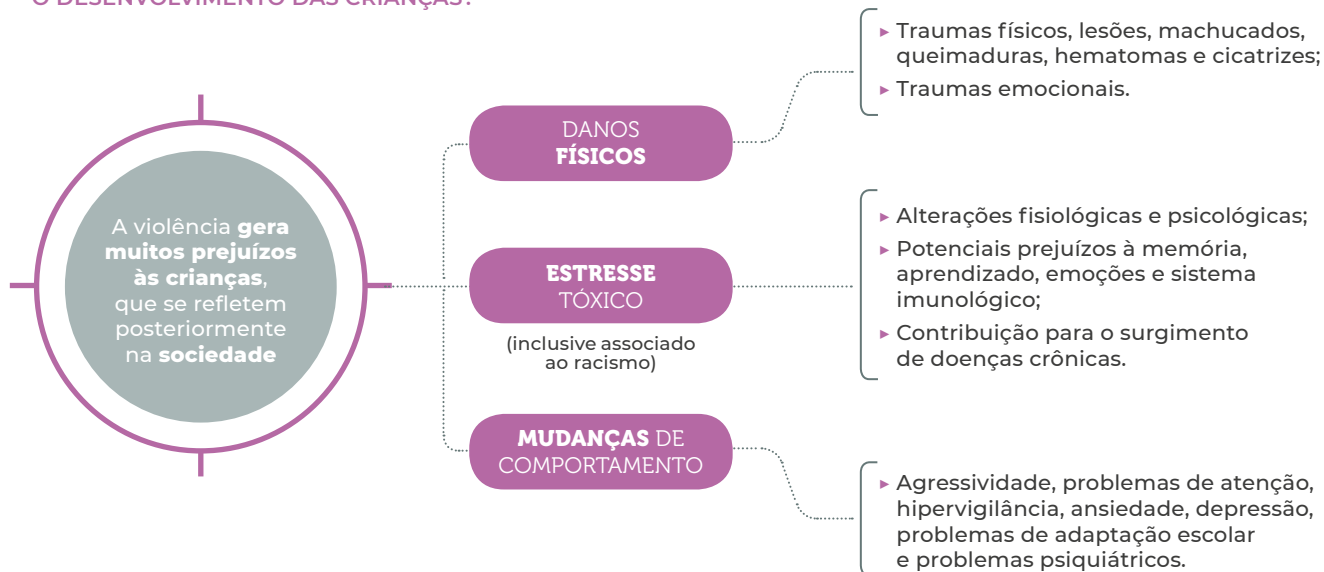 O DESENVOLVIMENTO DAS CRIANÇAS?
A violência gera
muitos prejuízos
às crianças,
que se refletem
posteriormente
na sociedade
DANOS
FÍSICOS
▸ Traumas físicos, lesões, machucados,
queimaduras, hematomas e cicatrizes;
▸ Traumas emocionais.
ESTRESSE
TÓXICO
(inclusive associado
ao racismo)
▸ Alterações fisiológicas e psicológicas;
▸ Potenciais prejuízos à memória,
aprendizado, emoções e sistema
imunológico;
▸ Contribuição para o surgimento
de doenças crônicas.
MUDANÇAS DE
COMPORTAMENTO
▸ Agressividade, problemas de atenção,
hipervigilância, ansiedade, depressão,
problemas de adaptação escolar
e problemas psiquiátricos.